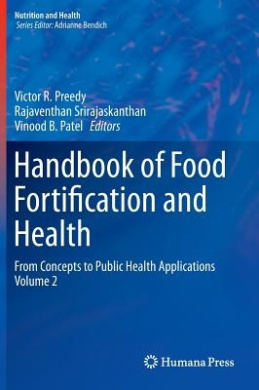 Nutrition and Health
Series Editor: Adrianne Bendich
Victor R. Preedy
Rajaventhan Srirajaskanthan
Vinood B. Patel Editors
Handbook of Food
Fortification and
Health
From Concepts to Public Health Applications
Volume 2
Humana Press